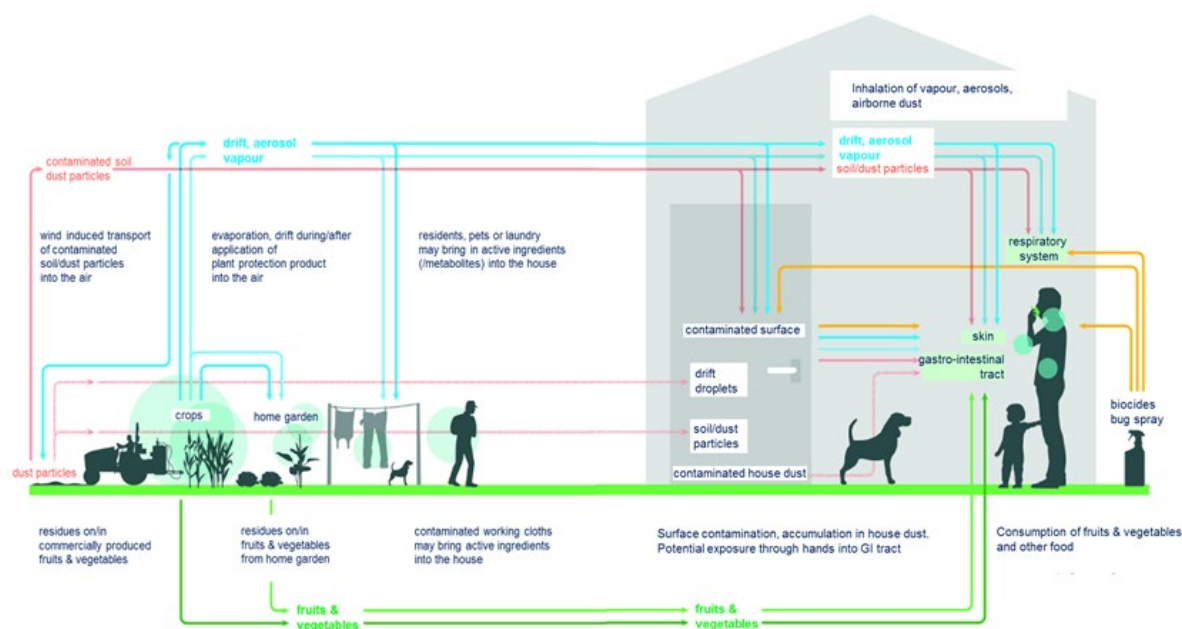 Inhalation of vapour, aerosols,
airborne dust
drift, aerosol
vapour
contaminated soil
dust particles
drift, aerosol
vapour
soil/dust particles
wind induced transport
of contaminated
soil/dust particles
into the air
evaporation, drift during/after
application of
plant protection product
into the air
residents, pets or laundry
may bring in active ingredients
(/metabolites) into the house
respiratory
system
contaminated surface
skin
gastro-intestinal
tract
drift
droplets
crops
home garden
biocides
bug spray
soil/dust
particles
dust particles
contaminated house dust
residues on/in
commercially produced
fruits & vegetables
residues on/in
fruits & vegetables
from home garden
contaminated working cloths
may bring active ingredients
into the house
Surface contamination, accumulation in house dust.
Potential exposure through hands into GI tract
Consumption of fruits & vegetables
and other food
fruits &
vegetables
fruits &
vegetables